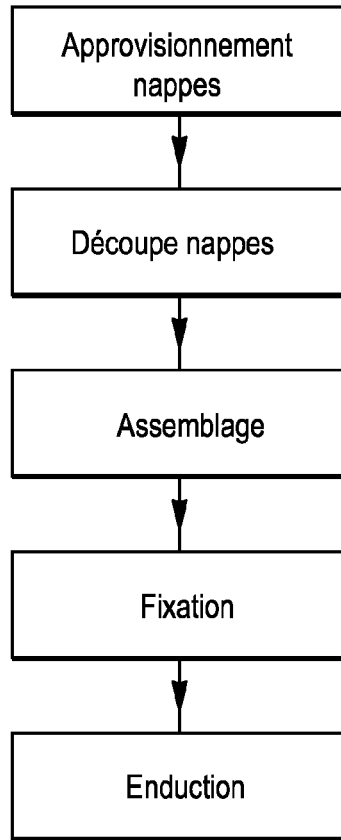 Approvisionnement
nappes
Découpe nappes
Assemblage
Fixation
Enduction